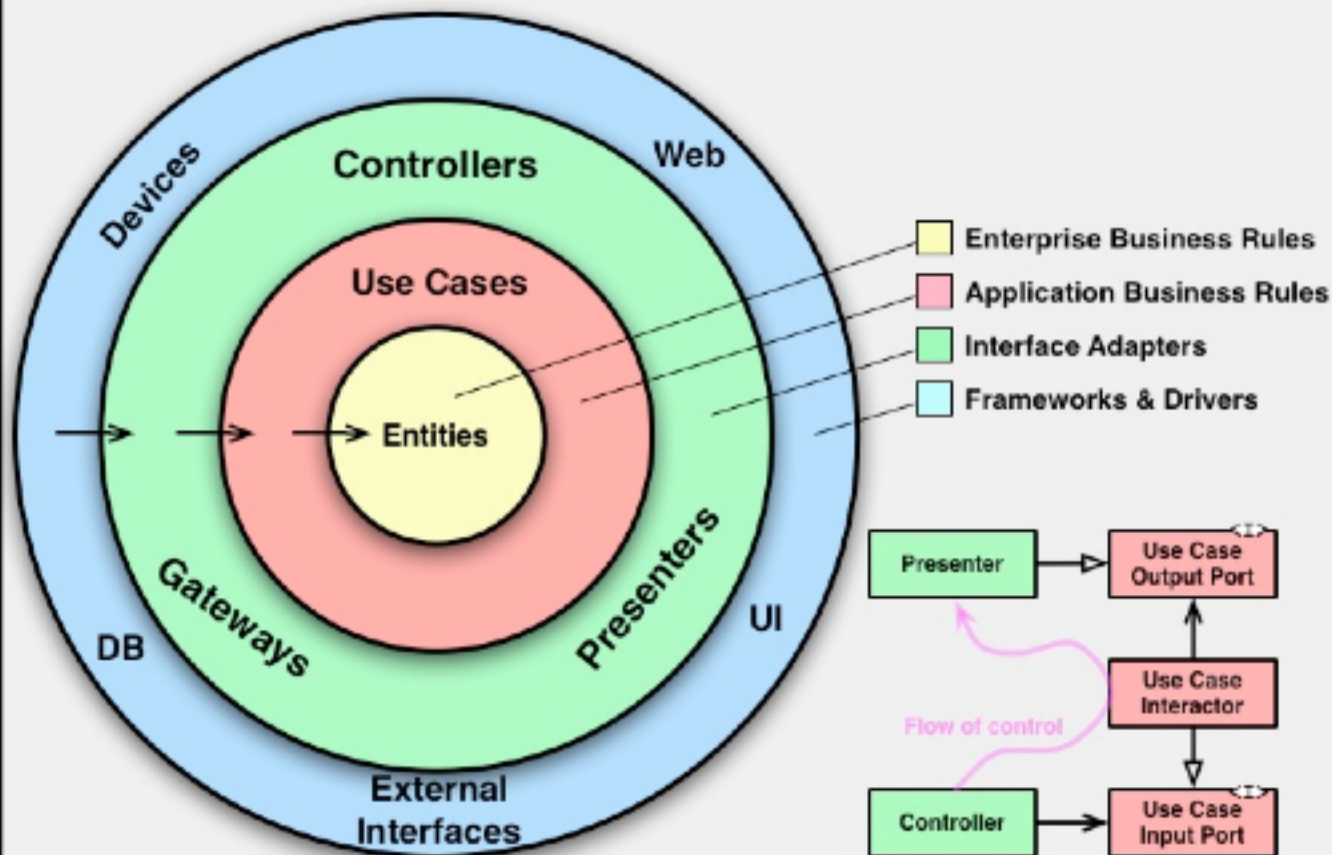 Devices
Controllers
Web
Use Cases
Entities
Gateways
Presenters
DB
UI
External
Interfaces
Enterprise Business Rules
Application Business Rules
Interface Adapters
Frameworks & Drivers
Presenter
Use Case
Output Port
Use Case
Interactor
Flow of control
Controller
Use Case
Input Port